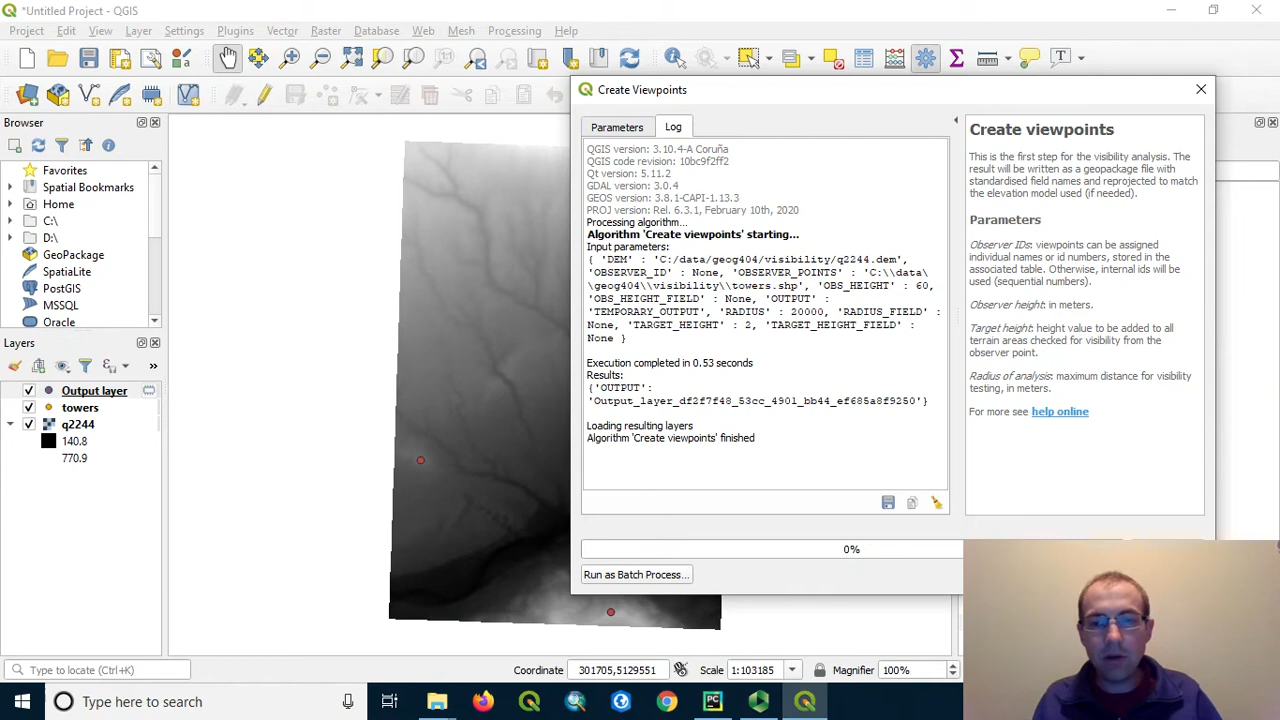 *Untitled Project - QGIS
Project Edit View Layer Settings Plugins Vector Raster Database Web Mesh Processing Help
Browser
Favorites
Spatial Bookmarks
Home
C:\
D:\
GeoPackage
SpatiaLite
PostGIS
MSSQL
Oracle
Layers
Output layer
towers
q2244
140.8
770.9
Create Viewpoints
Parameters Log
QGIS version: 3.10.4-A Coruña
QGIS code revision: 10bc9f2ff2
Qt version: 5.11.2
GDAL version: 3.0.4
GEOS version: 3.8.1-CAPI-1.13.3
PROJ version: Rel. 6.3.1, February 10th, 2020
Processing algorithm...
Algorithm 'Create viewpoints' starting...
Input parameters:
{ 'DEM' : 'C:/data/geog404/visibility/q2244.dem',
'OBSERVER_ID' : None, 'OBSERVER_POINTS' : 'C:\\data\
\geog404\\visibility\\towers.shp', 'OBS_HEIGHT' : 60,
'OBS_HEIGHT_FIELD' : None, 'OUTPUT' :
'TEMPORARY_OUTPUT', 'RADIUS' : 20000, 'RADIUS_FIELD' :
None, 'TARGET_HEIGHT' : 2, 'TARGET_HEIGHT_FIELD' :
None }
Execution completed in 0.53 seconds
Results:
{'OUTPUT':
'Output_layer_df2f7f48_53cc_4901_bb44_ef685a8f9250'}
Loading resulting layers
Algorithm 'Create viewpoints' finished
0%
Run as Batch Process...
Create viewpoints
This is the first step for the visibility analysis. The
result will be written as a geopackage file with
standardised field names and reprojected to match
the elevation model used (if needed).
Parameters
Observer IDs: viewpoints can be assigned
individual names or id numbers, stored in the
associated table. Otherwise, internal ids will be
used (sequential numbers).
Observer height: in meters.
Target height: height value to be added to all
terrain areas checked for visibility from the
observer point.
Radius of analysis: maximum distance for visibility
testing, in meters.
For more see help online
Type to locate (Ctrl+K) Coordinate 301705,5129551 Scale 1:103185 Magnifier 100%
Type here to search